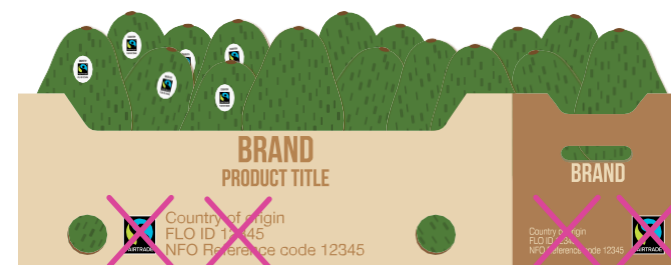 BRAND
PRODUCT TITLE
Country of origin
FLO ID 12345
NFO Reference code 12345
FAIRTRADE
BRAND
Country of origin
FLO ID 12345
NFO Reference code 12345
FAIRTRADE